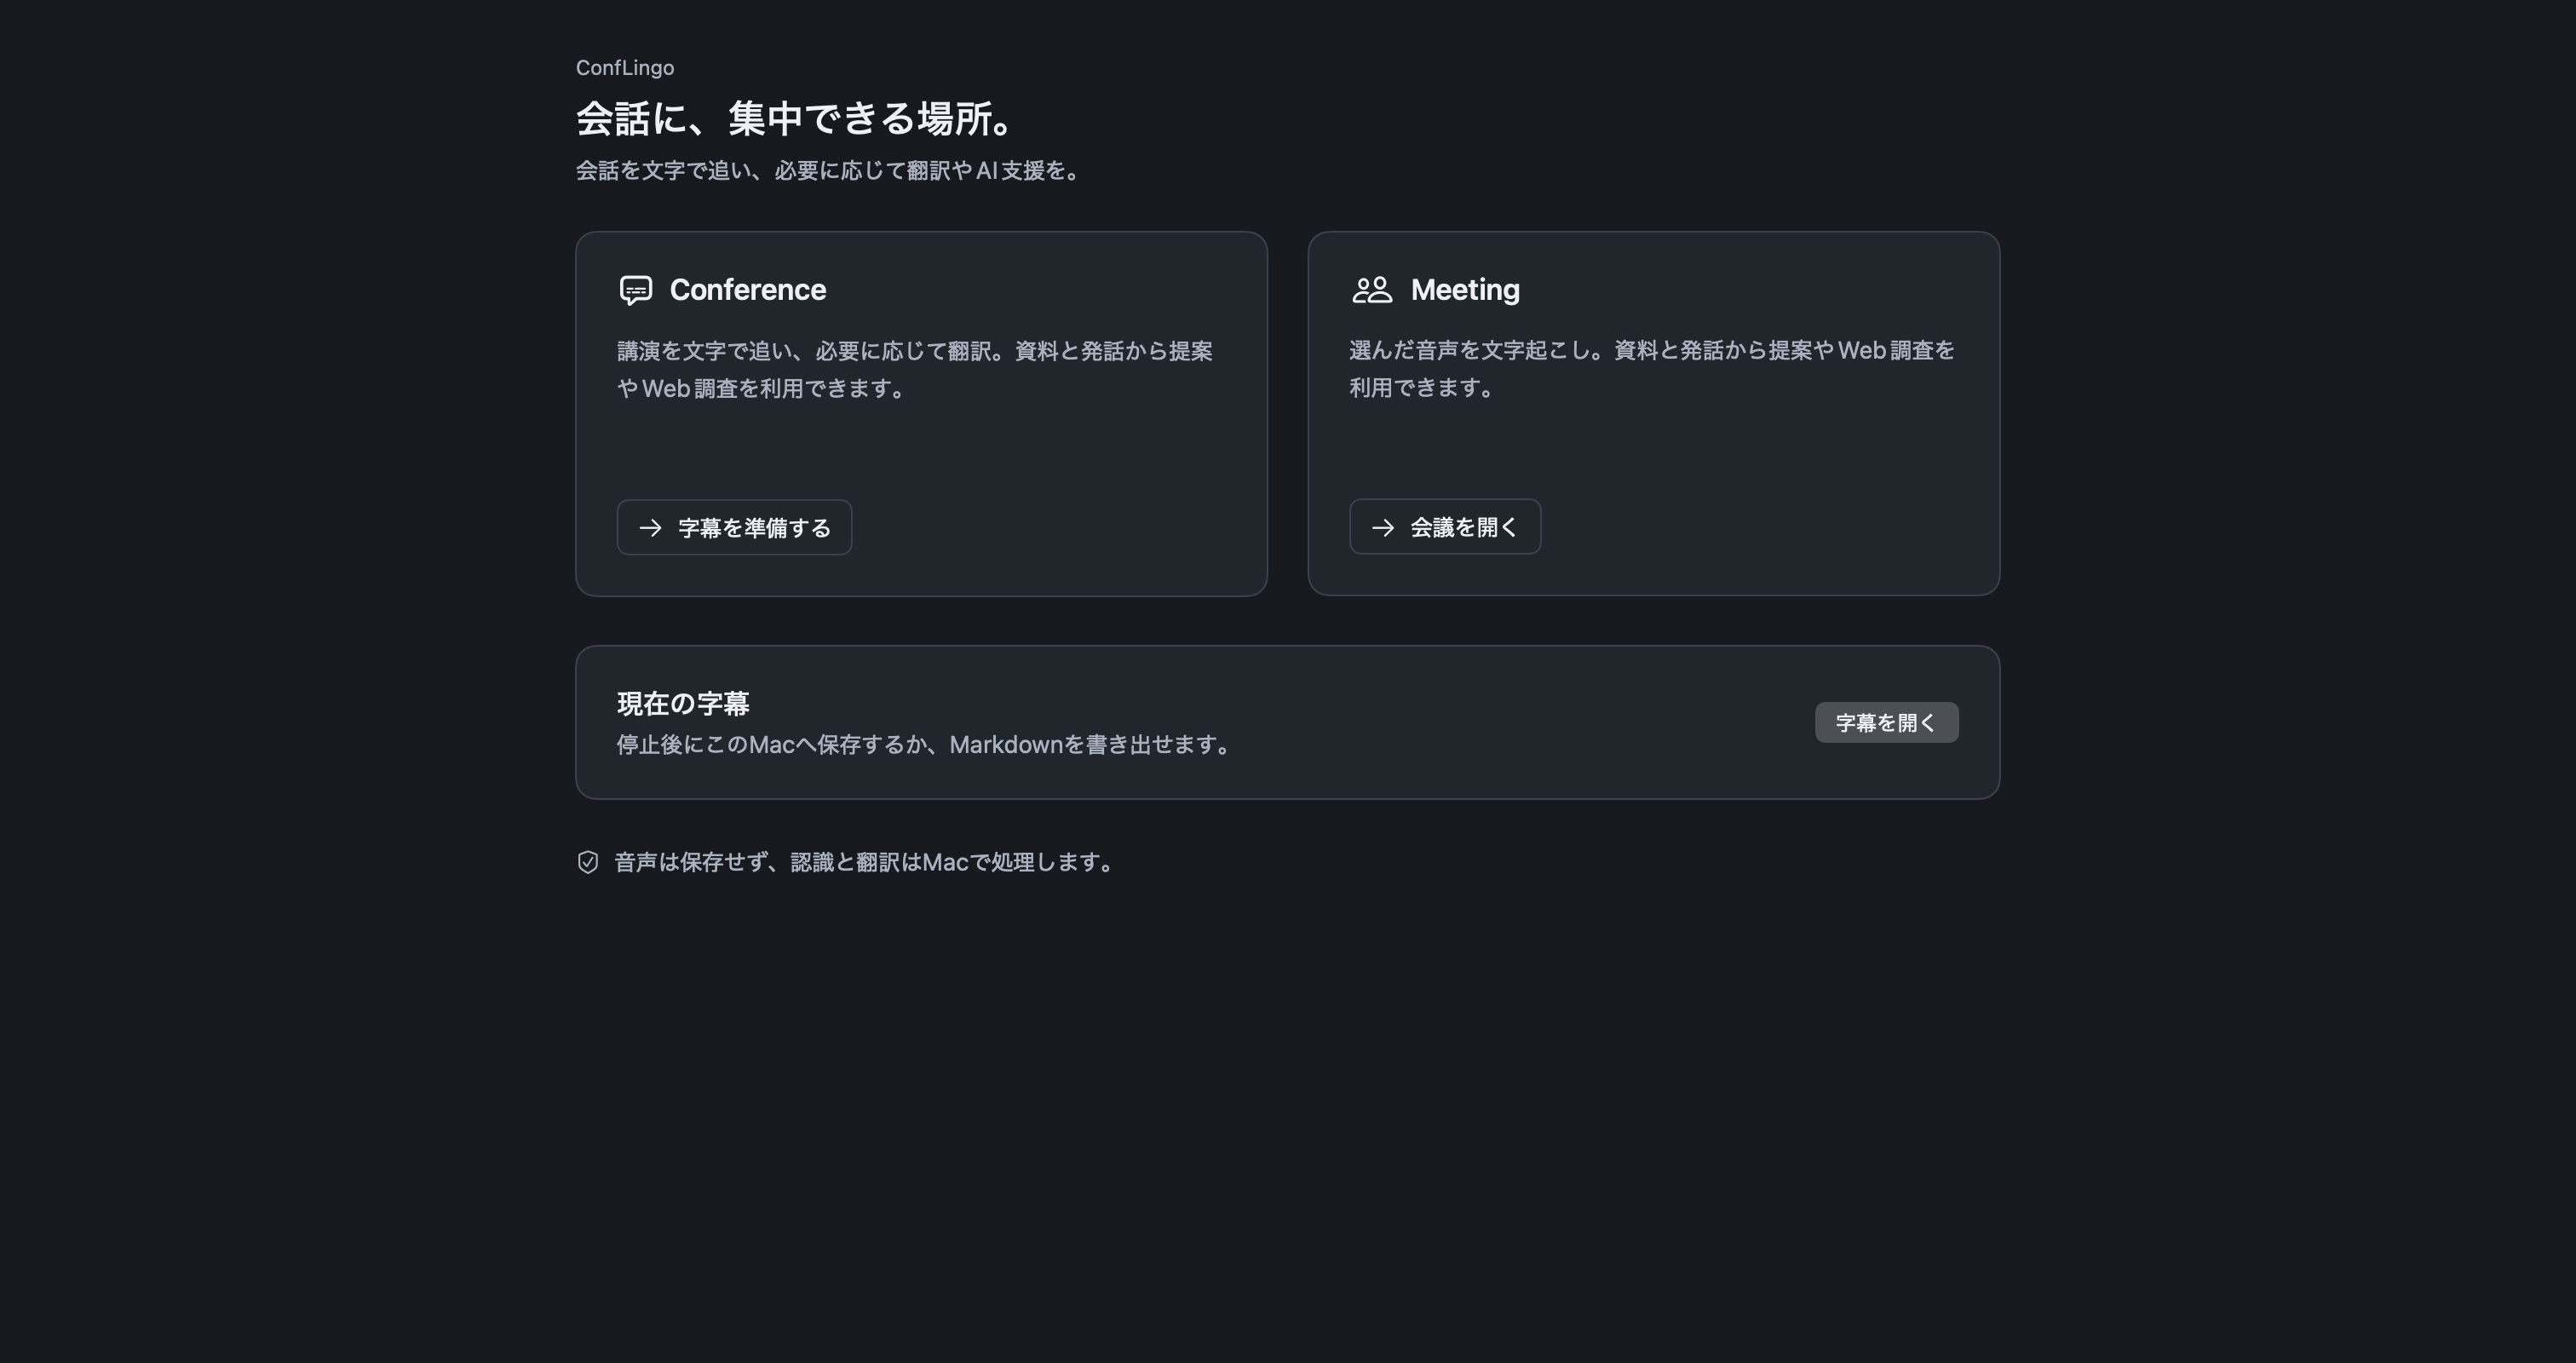 ConfLingo
会話に、集中できる場所。
会話を文字で追い、必要に応じて翻訳やAI支援を。
Conference
講演を文字で追い、必要に応じて翻訳。資料と発話から提案
やWeb調査を利用できます。
字幕を準備する
Meeting
選んだ音声を文字起こし。資料と発話から提案やWeb調査を
利用できます。
会議を開く
現在の字幕
停止後にこのMacへ保存するか、Markdownを書き出せます。
字幕を開く
音声は保存せず、認識と翻訳はMacで処理します。